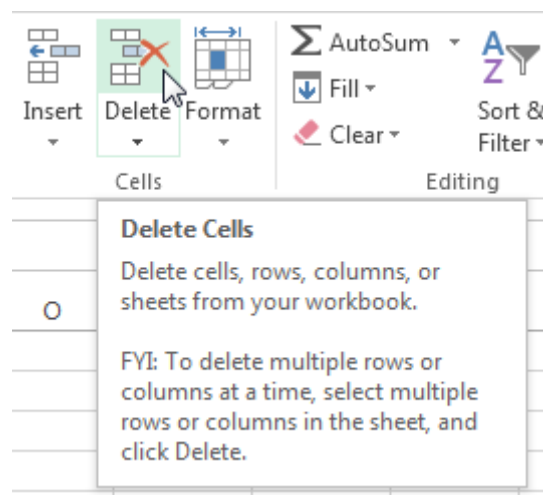 Insert
Delete
Format
AutoSum
Fill
Clear
A
Z
Sort &
Filter
Cells
Editing
O
Delete Cells
Delete cells, rows, columns, or
sheets from your workbook.
FYI: To delete multiple rows or
columns at a time, select multiple
rows or columns in the sheet, and
click Delete.